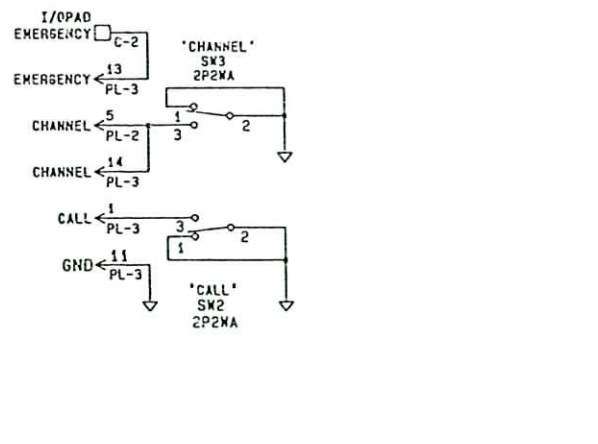 I/OPAD
EMERGENCY
C-2
EMERGENCY
13
PL-3
CHANNEL
5
PL-2
CHANNEL
14
PL-3
"CHANNEL"
SW3
2P2WA
1
3
2
CALL
1
PL-3
GND
11
PL-3
3
1
2
"CALL"
SW2
2P2WA